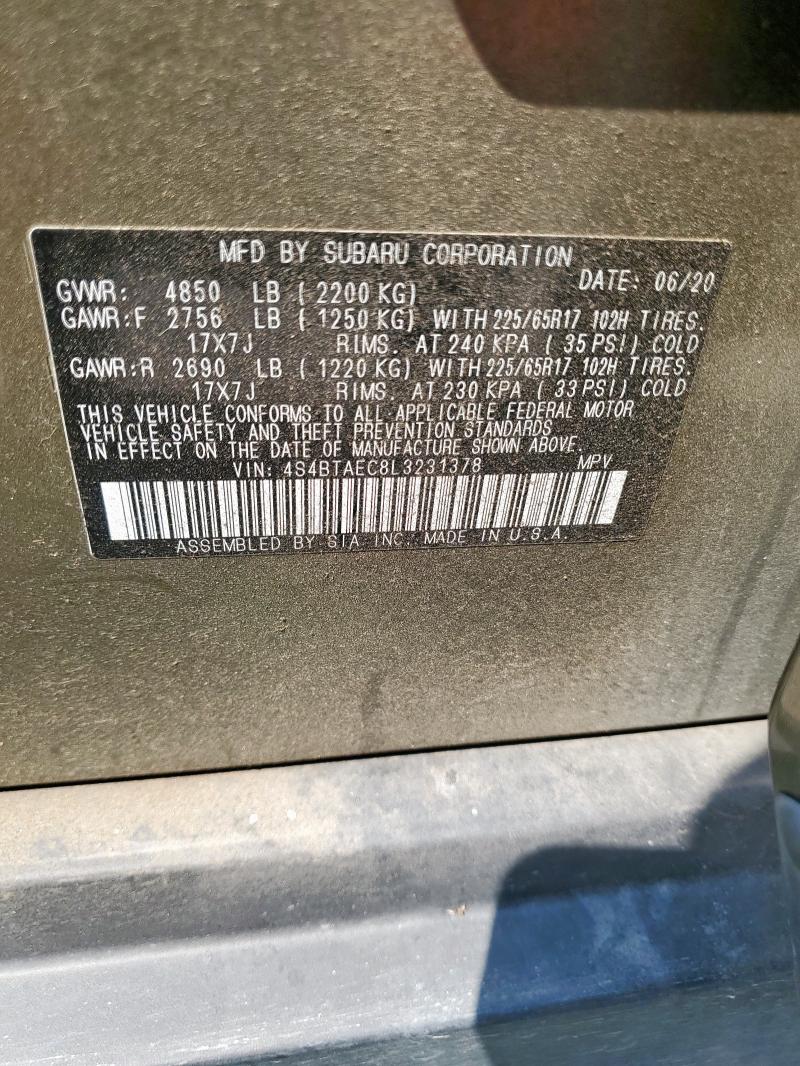 MFD BY SUBARU CORPORATION
DATE: 06/20
GVWR: 4850 LB ( 2200 KG)
GAWR:F 2756 LB ( 1250 KG) WITH 225/65R17 102H TIRES.
17X7J RIMS. AT 240 KPA ( 35 PSI) COLD
GAWR:R 2690 LB ( 1220 KG) WITH 225/65R17 102H TIRES.
17X7J RIMS. AT 230 KPA ( 33 PSI) COLD
THIS VEHICLE CONFORMS TO ALL APPLICABLE FEDERAL MOTOR
VEHICLE SAFETY AND THEFT PREVENTION STANDARDS
IN EFFECT ON THE DATE OF MANUFACTURE SHOWN ABOVE.
VIN: 4S4BTAEC8L3231378 MPV
ASSEMBLED BY SIA INC. MADE IN U.S.A.